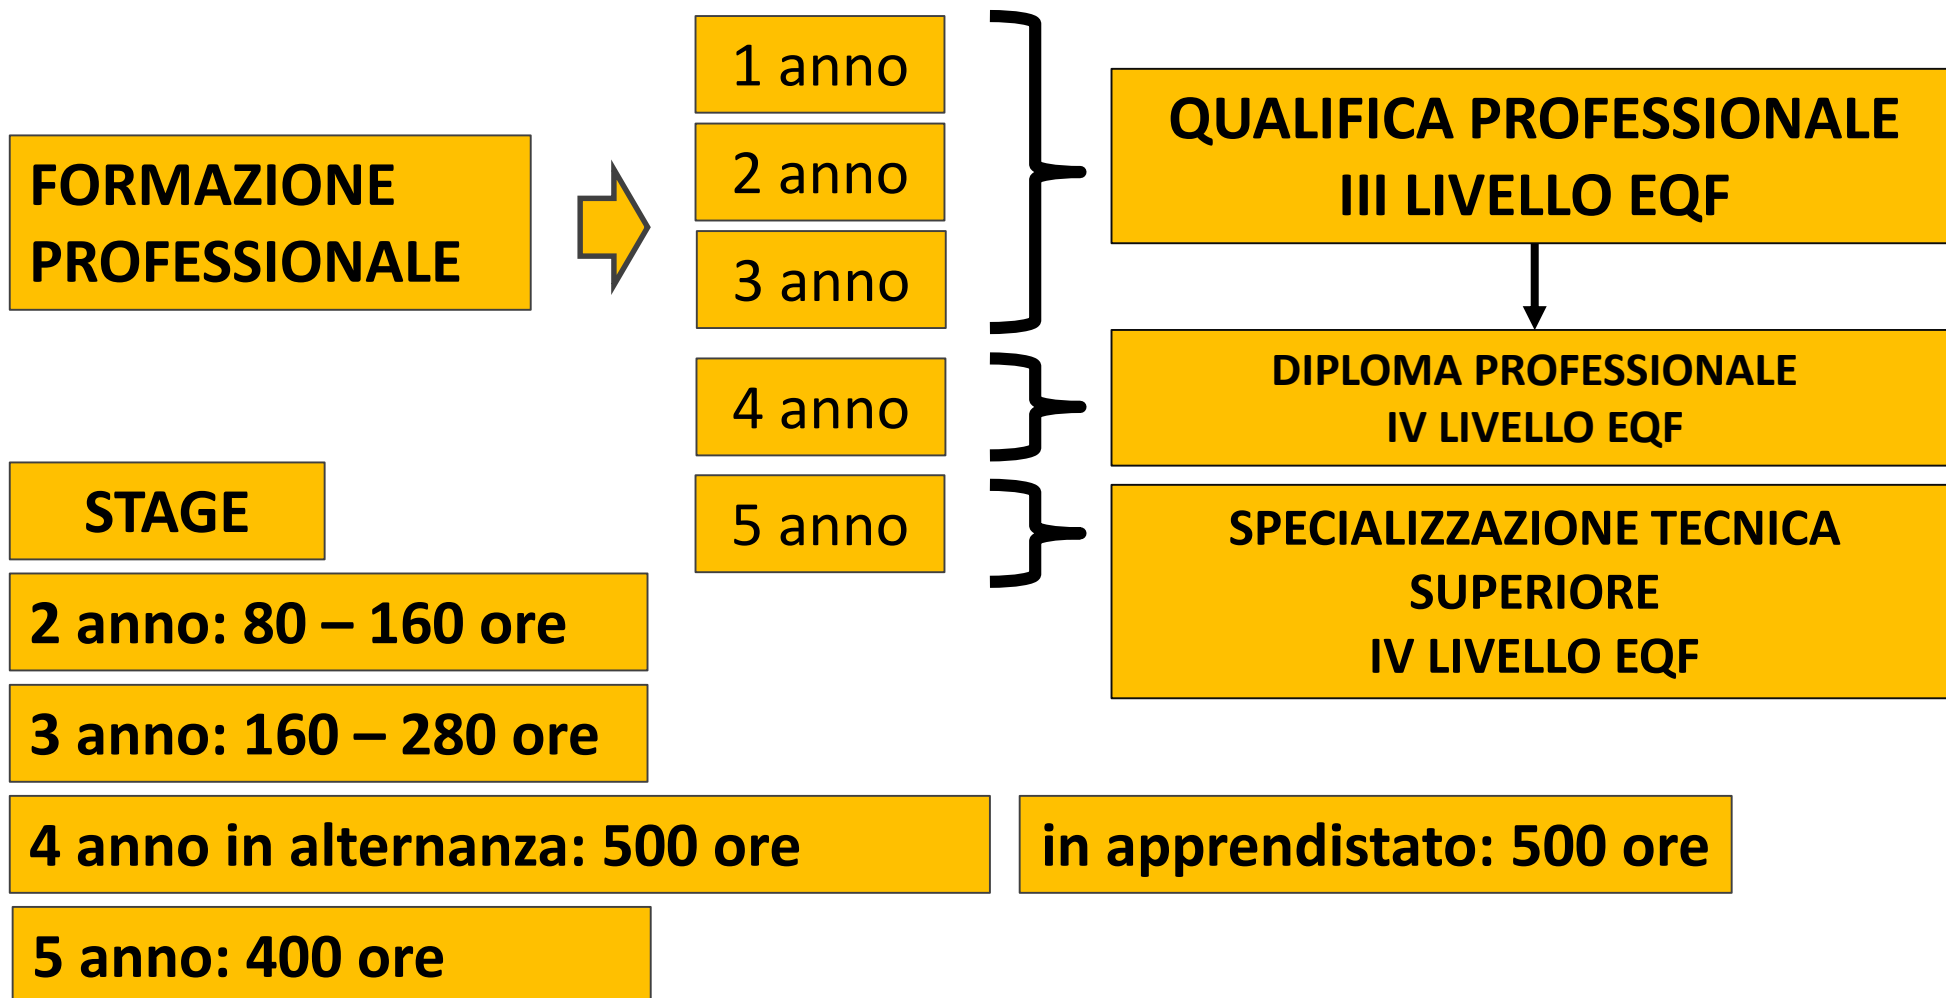 FORMAZIONE
PROFESSIONALE
1 anno
2 anno
3 anno
4 anno
5 anno
QUALIFICA PROFESSIONALE
III LIVELLO EQF
DIPLOMA PROFESSIONALE
IV LIVELLO EQF
SPECIALIZZAZIONE TECNICA
SUPERIORE
IV LIVELLO EQF
STAGE
2 anno: 80 – 160 ore
3 anno: 160 – 280 ore
4 anno in alternanza: 500 ore
in apprendistato: 500 ore
5 anno: 400 ore